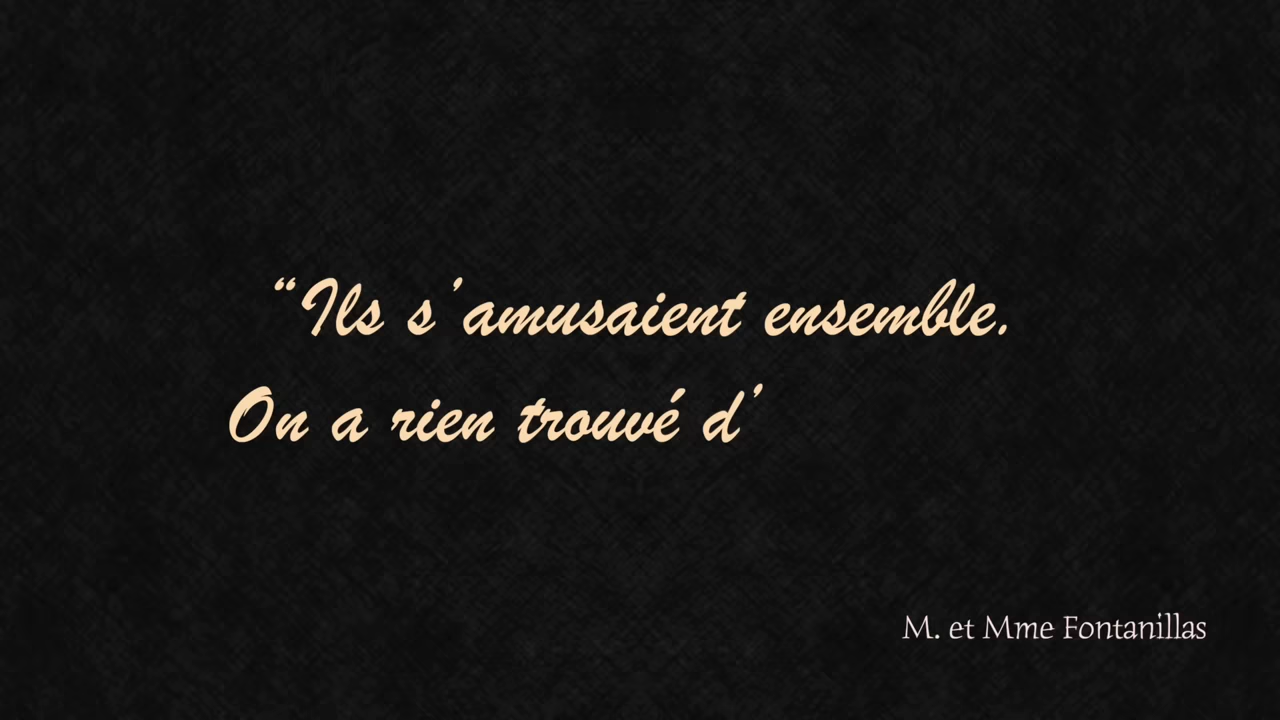 “Ils s’amusaient ensemble.
On a rien trouvé d’
M. et Mme Fontanillas